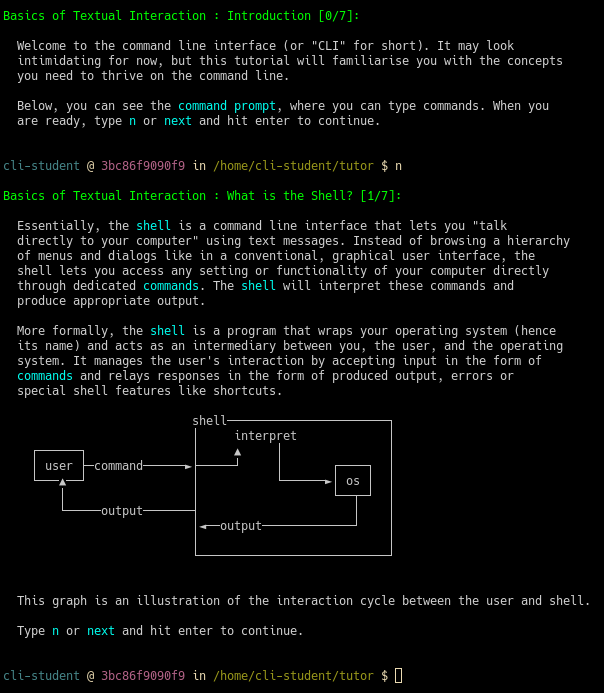 Basics of Textual Interaction : Introduction [0/7]:
Welcome to the command line interface (or "CLI" for short). It may look
intimidating for now, but this tutorial will familiarise you with the concepts
you need to thrive on the command line.
Below, you can see the command prompt, where you can type commands. When you
are ready, type n or next and hit enter to continue.
cli-student @ 3bc86f9090f9 in /home/cli-student/tutor $ n
Basics of Textual Interaction : What is the Shell? [1/7]:
Essentially, the shell is a command line interface that lets you "talk
directly to your computer" using text messages. Instead of browsing a hierarchy
of menus and dialogs like in a conventional, graphical user interface, the
shell lets you access any setting or functionality of your computer directly
through dedicated commands. The shell will interpret these commands and
produce appropriate output.
More formally, the shell is a program that wraps your operating system (hence
its name) and acts as an intermediary between you, the user, and the operating
system. It manages the user's interaction by accepting input in the form of
commands and relays responses in the form of produced output, errors or
special shell features like shortcuts.
shell
interpret
user
command
os
output
output
This graph is an illustration of the interaction cycle between the user and shell.
Type n or next and hit enter to continue.
cli-student @ 3bc86f9090f9 in /home/cli-student/tutor $